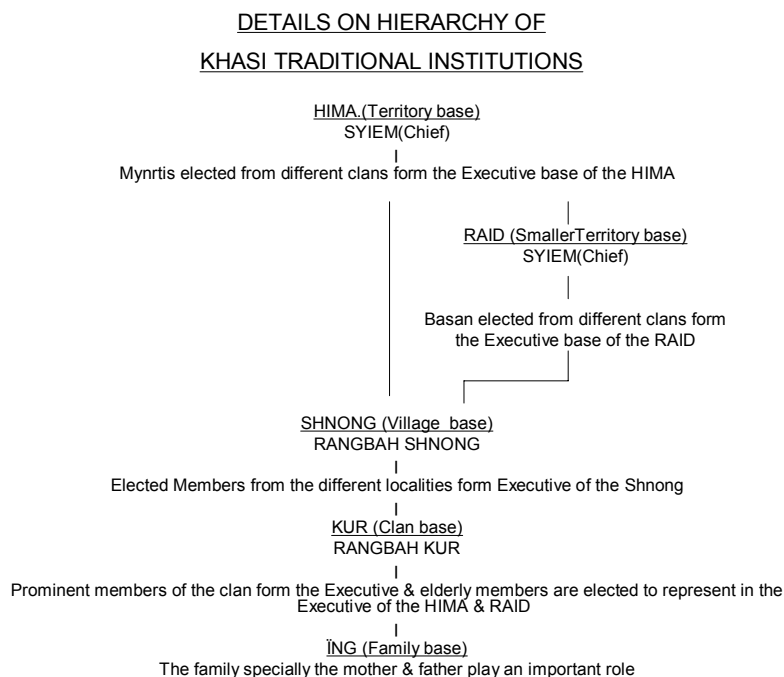 DETAILS ON HIERARCHY OF
KHASI TRADITIONAL INSTITUTIONS
HIMA.(Territory base)
SYIEM(Chief)
Mynrtis elected from different clans form the Executive base of the HIMA
RAID (SmallerTerritory base)
SYIEM(Chief)
Basan elected from different clans form
the Executive base of the RAID
SHNONG (Village base)
RANGBAH SHNONG
Elected Members from the different localities form Executive of the Shnong
KUR (Clan base)
RANGBAH KUR
Prominent members of the clan form the Executive & elderly members are elected to represent in the
Executive of the HIMA & RAID
ÏNG (Family base)
The family specially the mother & father play an important role